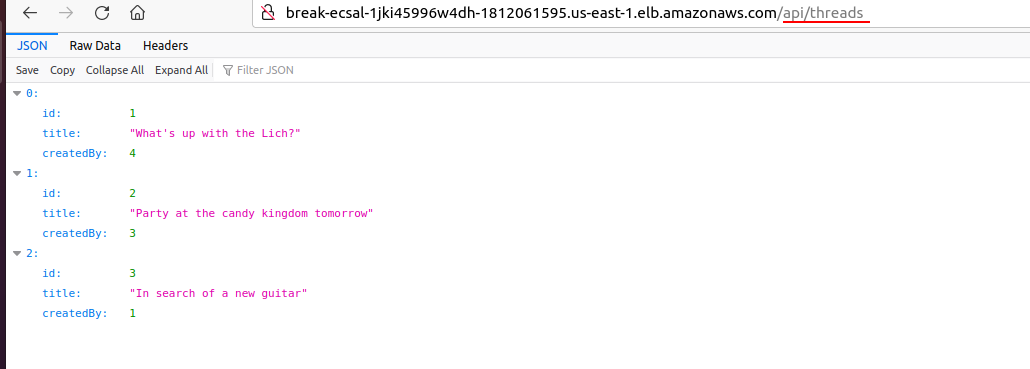 break-ecsal-1jki45996w4dh-1812061595.us-east-1.elb.amazonaws.com/api/threads
JSON Raw Data Headers
Save Copy Collapse All Expand All Filter JSON
0:
id: 1
title: "What's up with the Lich?"
createdBy: 4
1:
id: 2
title: "Party at the candy kingdom tomorrow"
createdBy: 3
2:
id: 3
title: "In search of a new guitar"
createdBy: 1